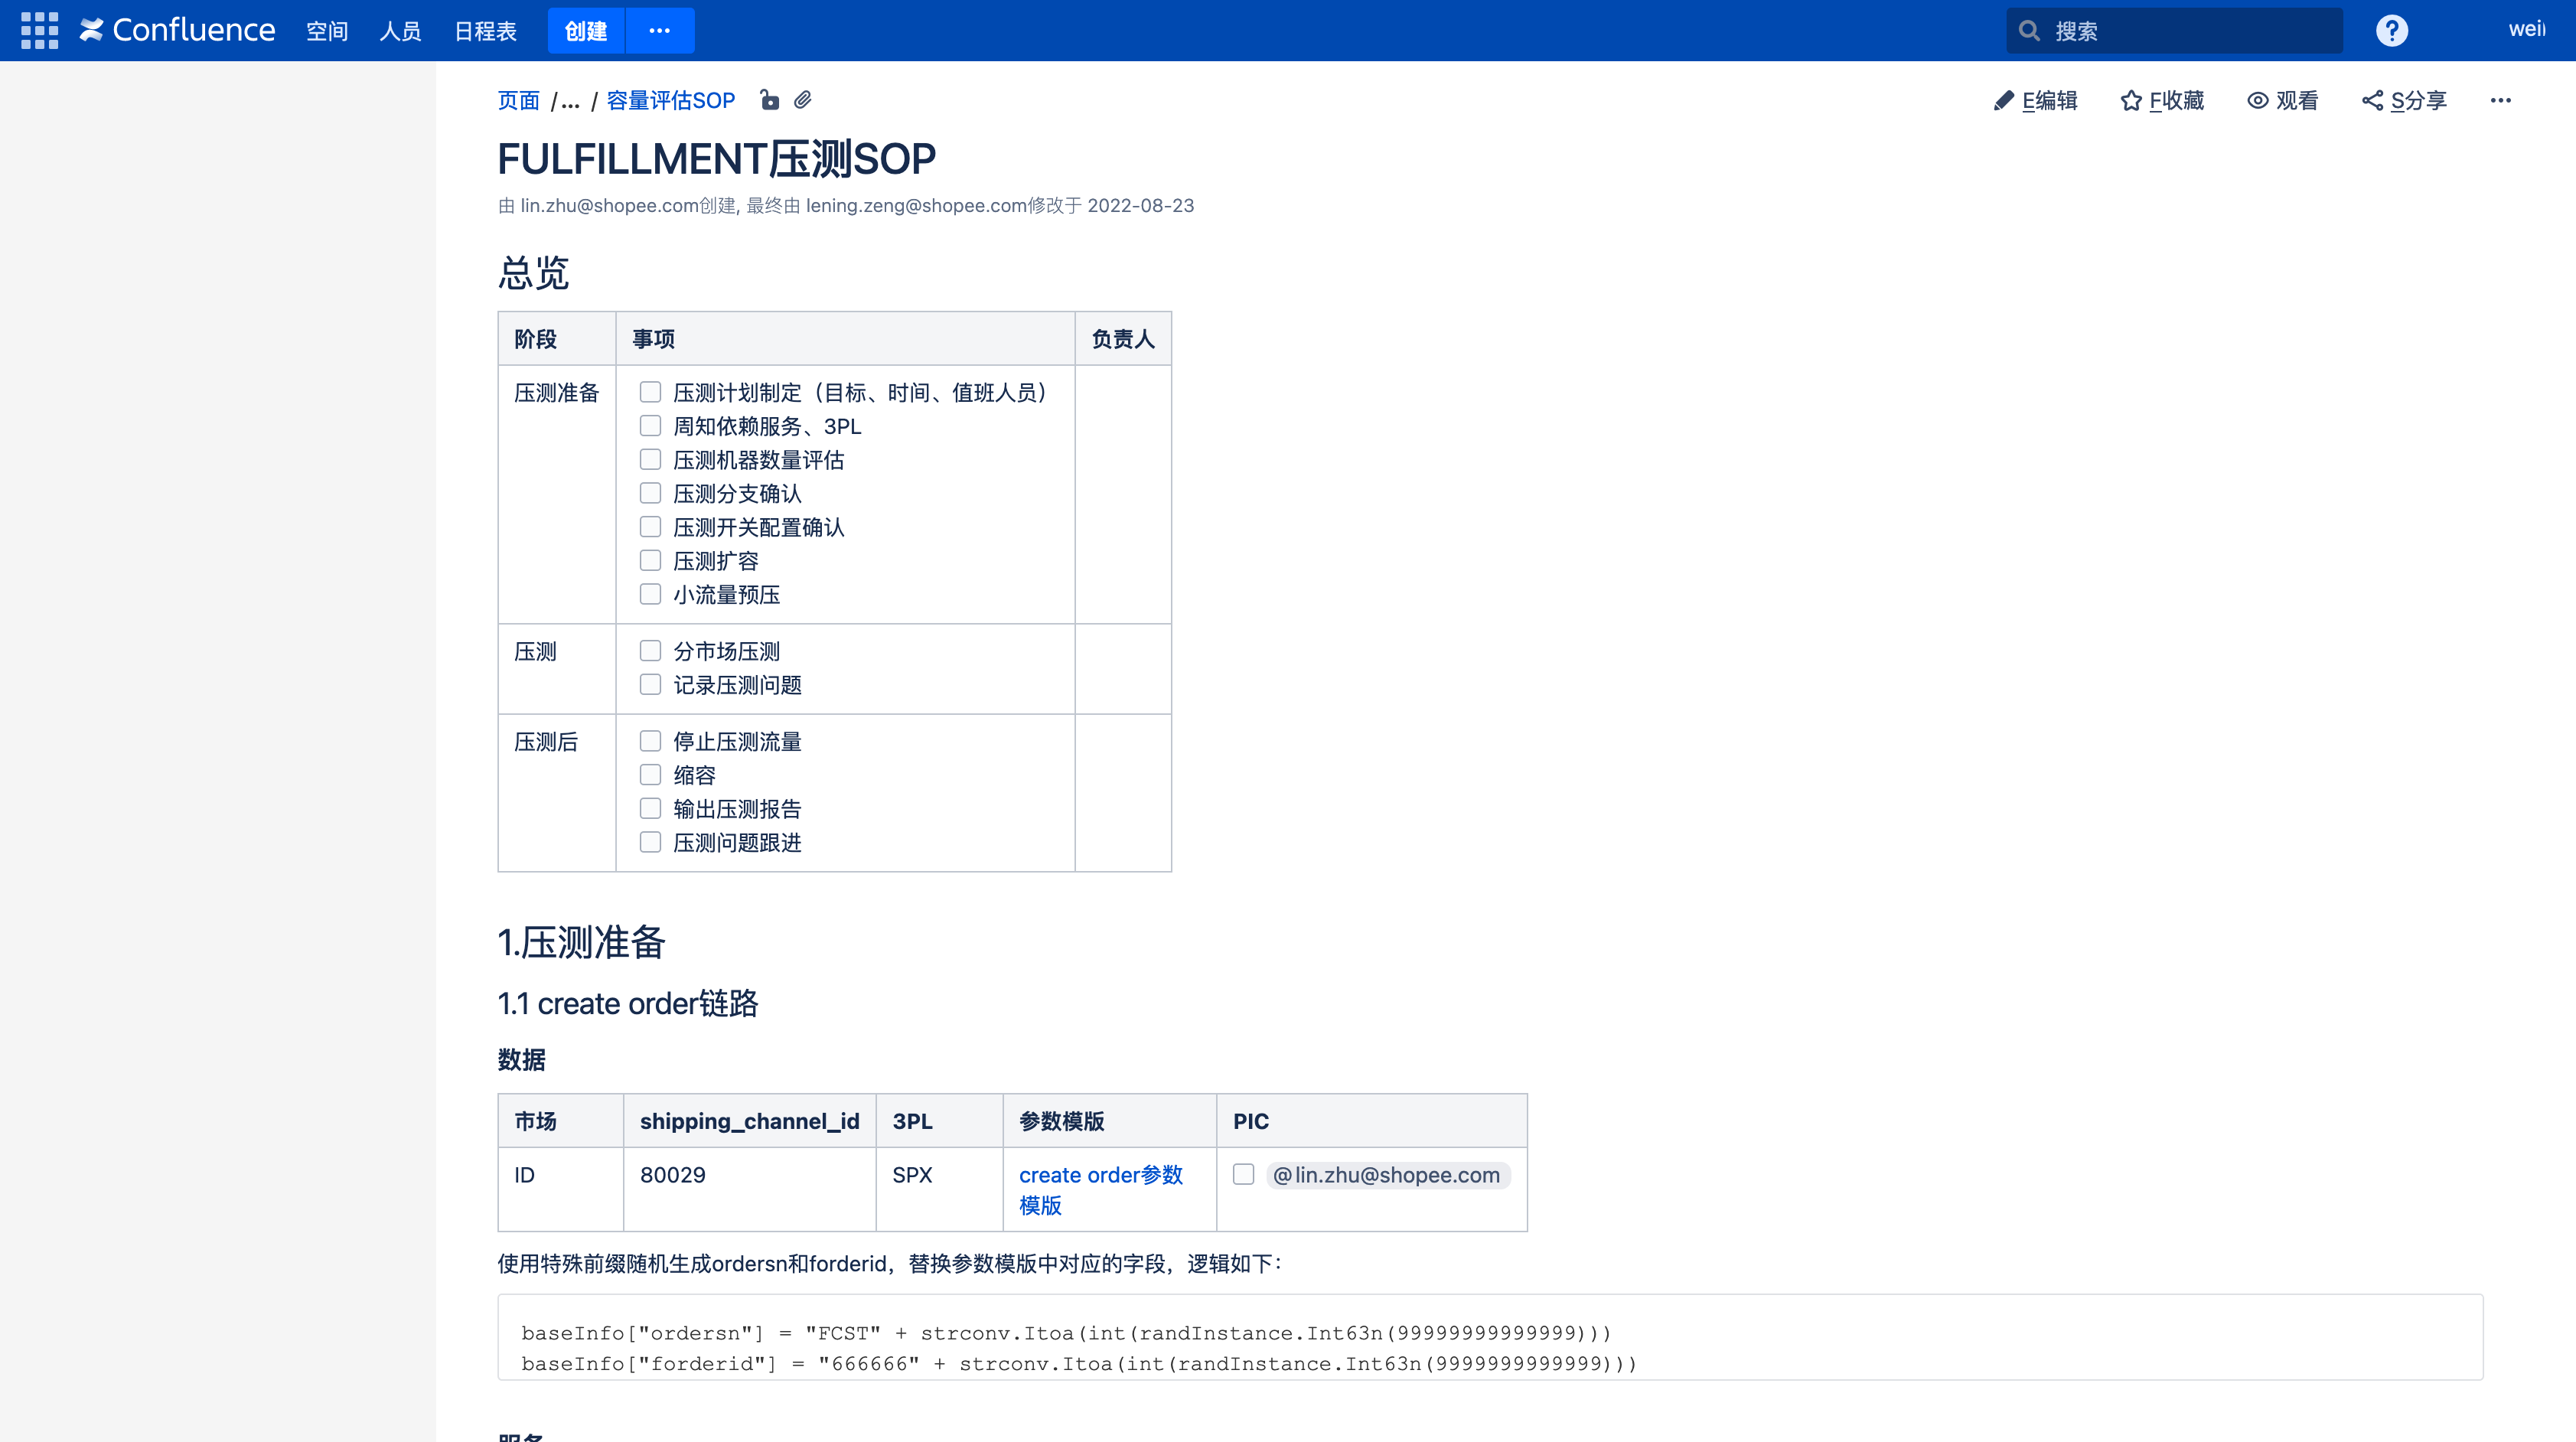 Confluence 空间 人员 日程表 创建 ··· 搜索 ? wei
页面 /... / 容量评估SOP E编辑 F收藏 观看 S分享 ···
FULFILLMENT压测SOP
由 lin.zhu@shopee.com创建, 最终由 lening.zeng@shopee.com修改于 2022-08-23
总览
阶段 事项 负责人
压测准备 压测计划制定（目标、时间、值班人员）
周知依赖服务、3PL
压测机器数量评估
压测分支确认
压测开关配置确认
压测扩容
小流量预压
压测 分市场压测
记录压测问题
压测后 停止压测流量
缩容
输出压测报告
压测问题跟进
1.压测准备
1.1 create order链路
数据
市场 shipping_channel_id 3PL 参数模版 PIC
ID 80029 SPX create order参数 @lin.zhu@shopee.com
模版
使用特殊前缀随机生成ordersn和forderid，替换参数模版中对应的字段，逻辑如下：
baseInfo["ordersn"] = "FCST" + strconv.Itoa(int(randInstance.Int63n(99999999999999)))
baseInfo["forderid"] = "666666" + strconv.Itoa(int(randInstance.Int63n(9999999999999)))